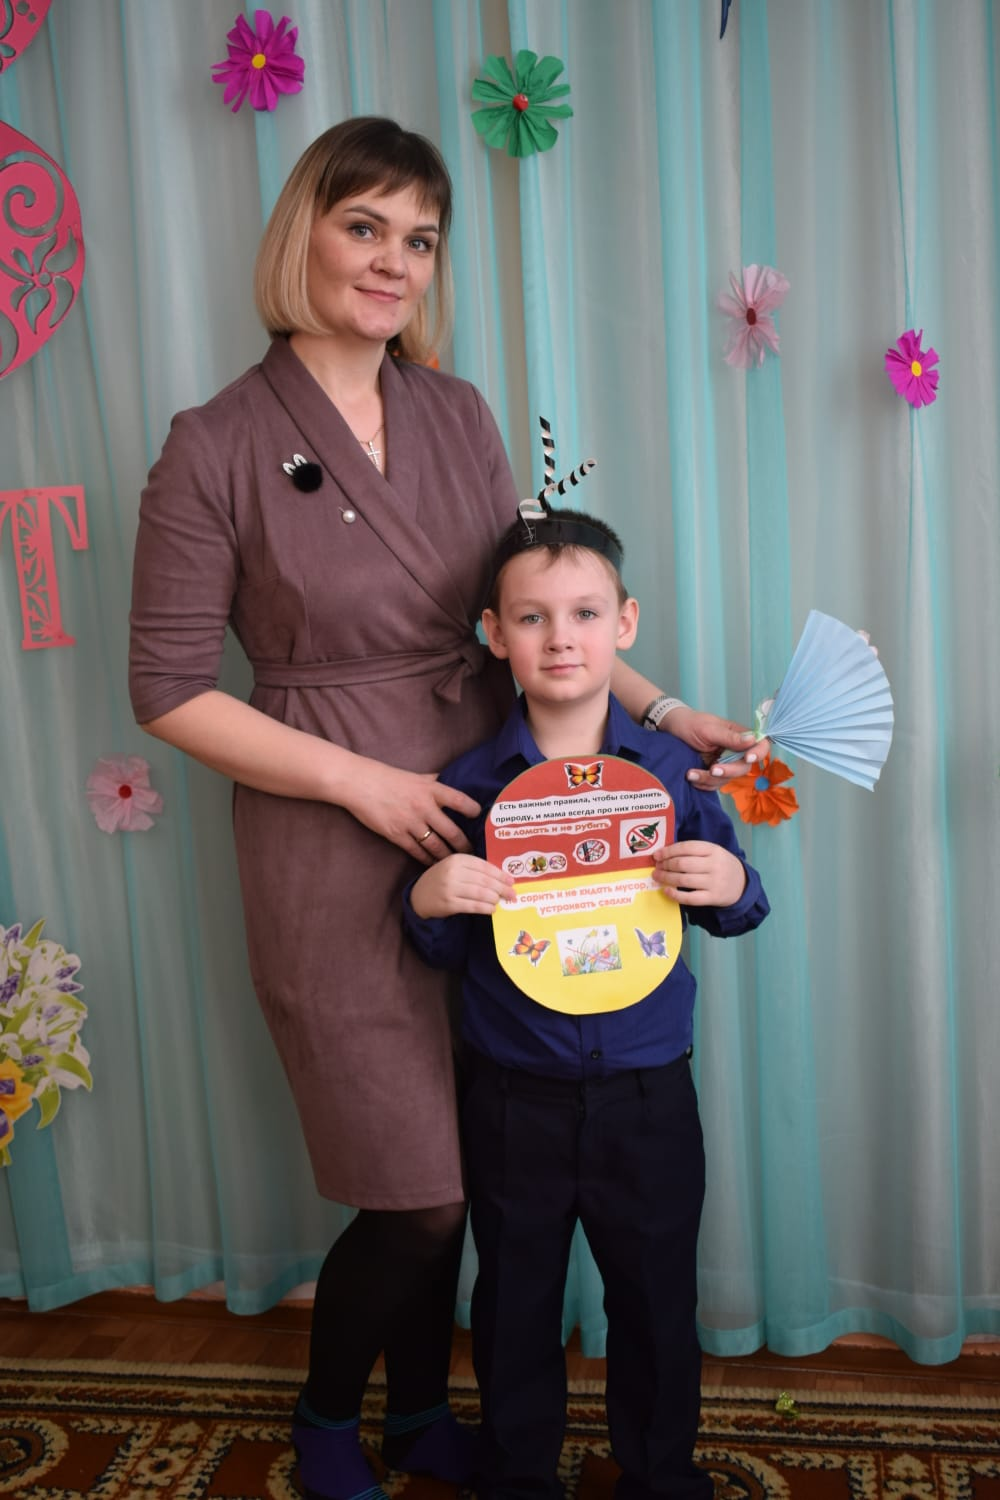 Т
Есть важные правила, чтобы сохранить
природу, и мама всегда про них говорит:
Не ломать и не рубить
сорить и не кидать мусор,
устраивать свалки